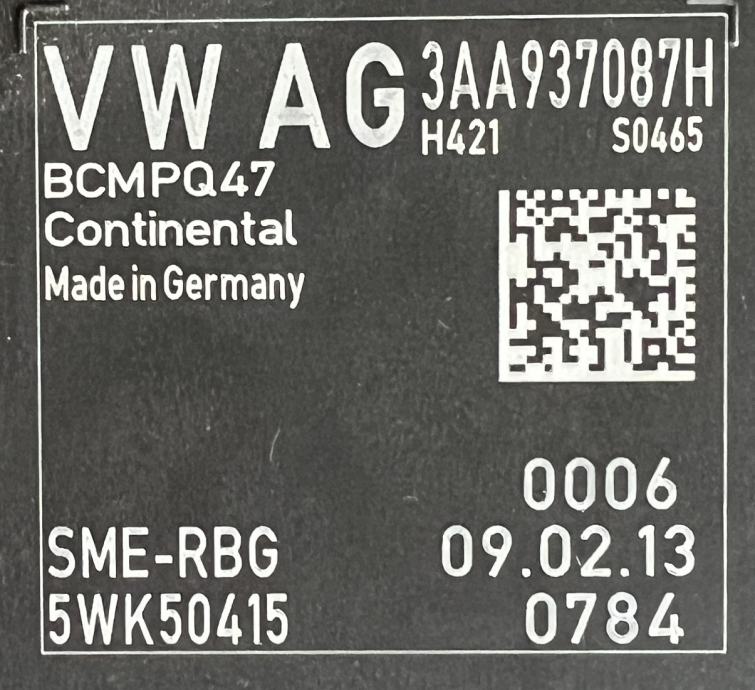 VW AG 3AA937087H
H421 S0465
BCMPQ47
Continental
Made in Germany
0006
SME-RBG 09.02.13
5WK50415 0784